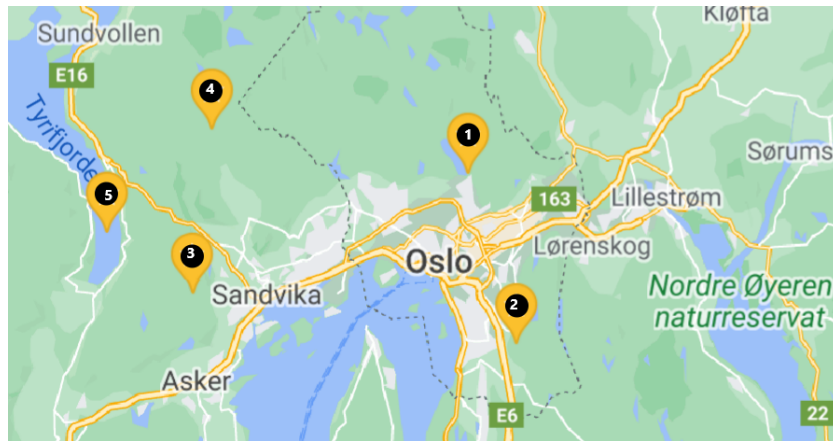 Kløfta
Sundvollen
E16
4
Tyrifjorde
1
Sørums
5
163
Lillestrøm
3
Lørenskog
Oslo
Sandvika
2
Nordre Øyeren
naturreservat
Asker
E6
22